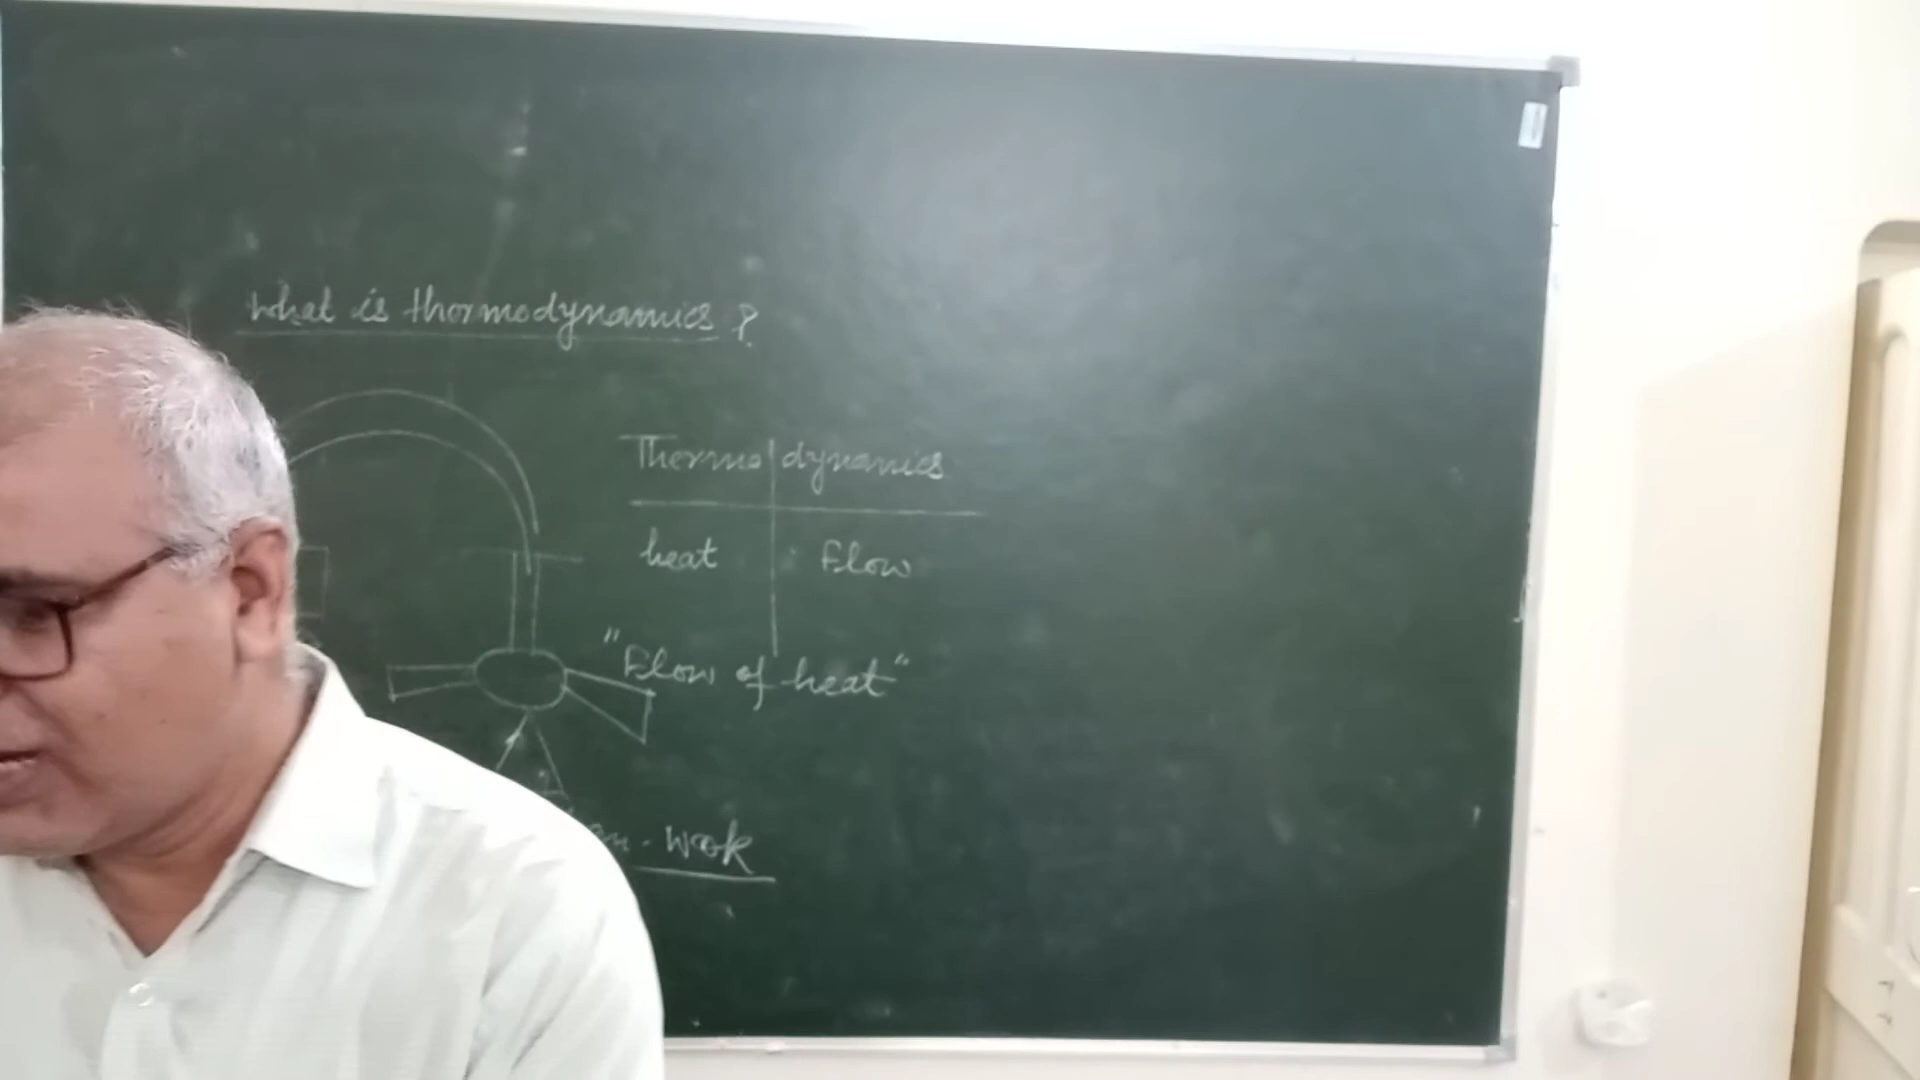 What is thermodynamics ?
Thermo dynamics
heat Flow
"Flow of heat"
work